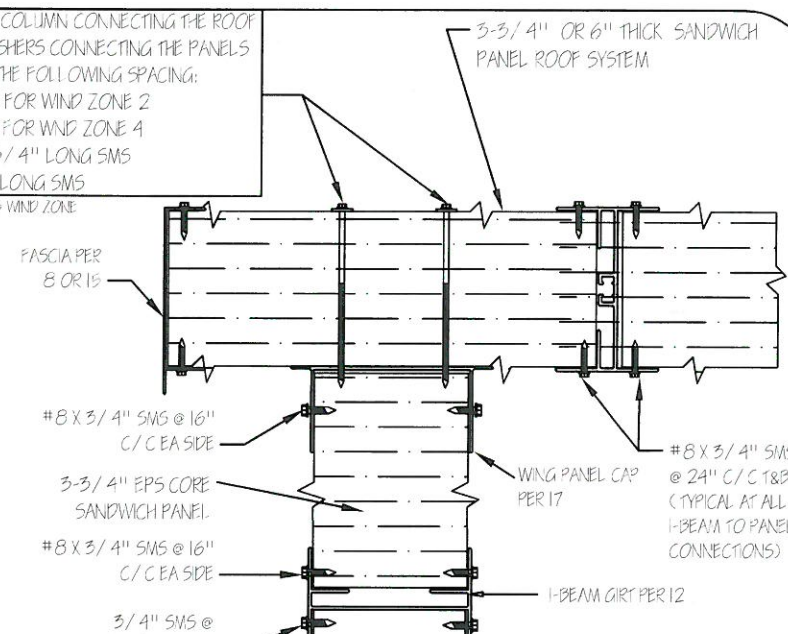 COLUMN CONNECTING THE ROOF
SHERS CONNECTING THE PANELS
THE FOLLOWING SPACING:
FOR WIND ZONE 2
FOR WND ZONE 4
/ 4" LONG SMS
LONG SMS
WIND ZONE
3-3/4" OR 6" THICK SANDWICH
PANEL ROOF SYSTEM
FASCIA PER
8 OR 15
#8 X 3/4" SMS @ 16"
C/C EA SIDE
3-3/4" EPS CORE
SANDWICH PANEL
#8 X 3/4" SMS @ 16"
C/C EA SIDE
3/4" SMS @
WING PANEL CAP
PER 17
#8 X 3/4" SMS
@ 24" C/C T&B
(TYPICAL AT ALL
I-BEAM TO PANEL
CONNECTIONS)
I-BEAM GIRT PER 12